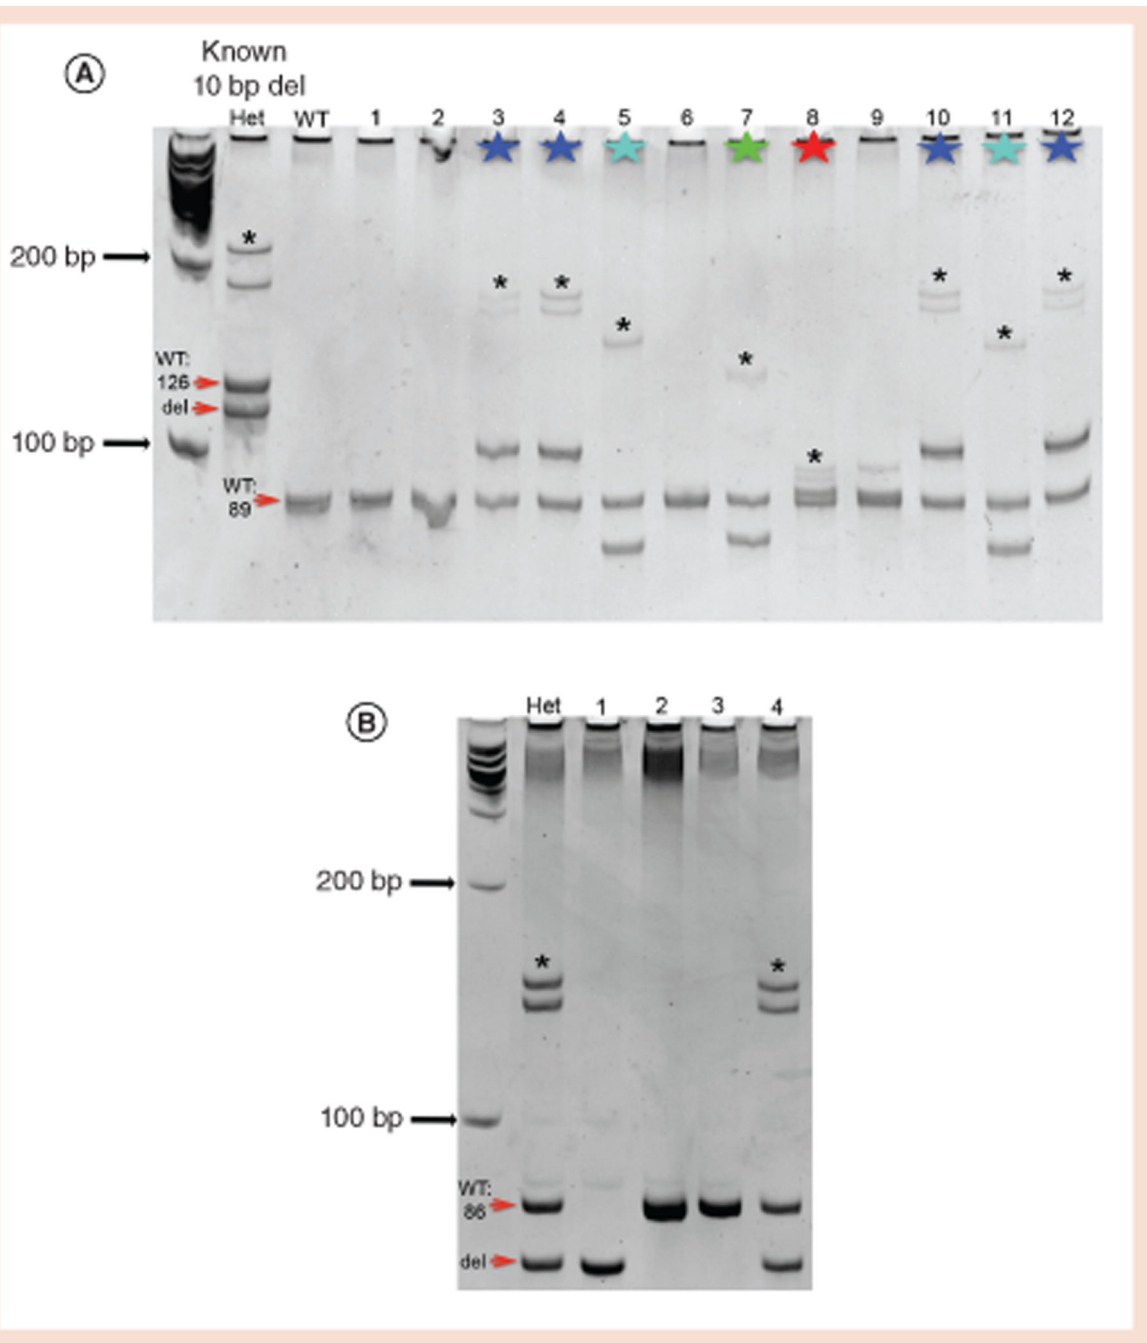 A
Known
10 bp del
Het WT 1 2 3 4 5 6 7 8 9 10 11 12
*
200 bp
* * * *
*
*
*
WT:
126
del
100 bp
*
WT:
89
B
Het 1 2 3 4
200 bp
* *
100 bp
WT:
86
del